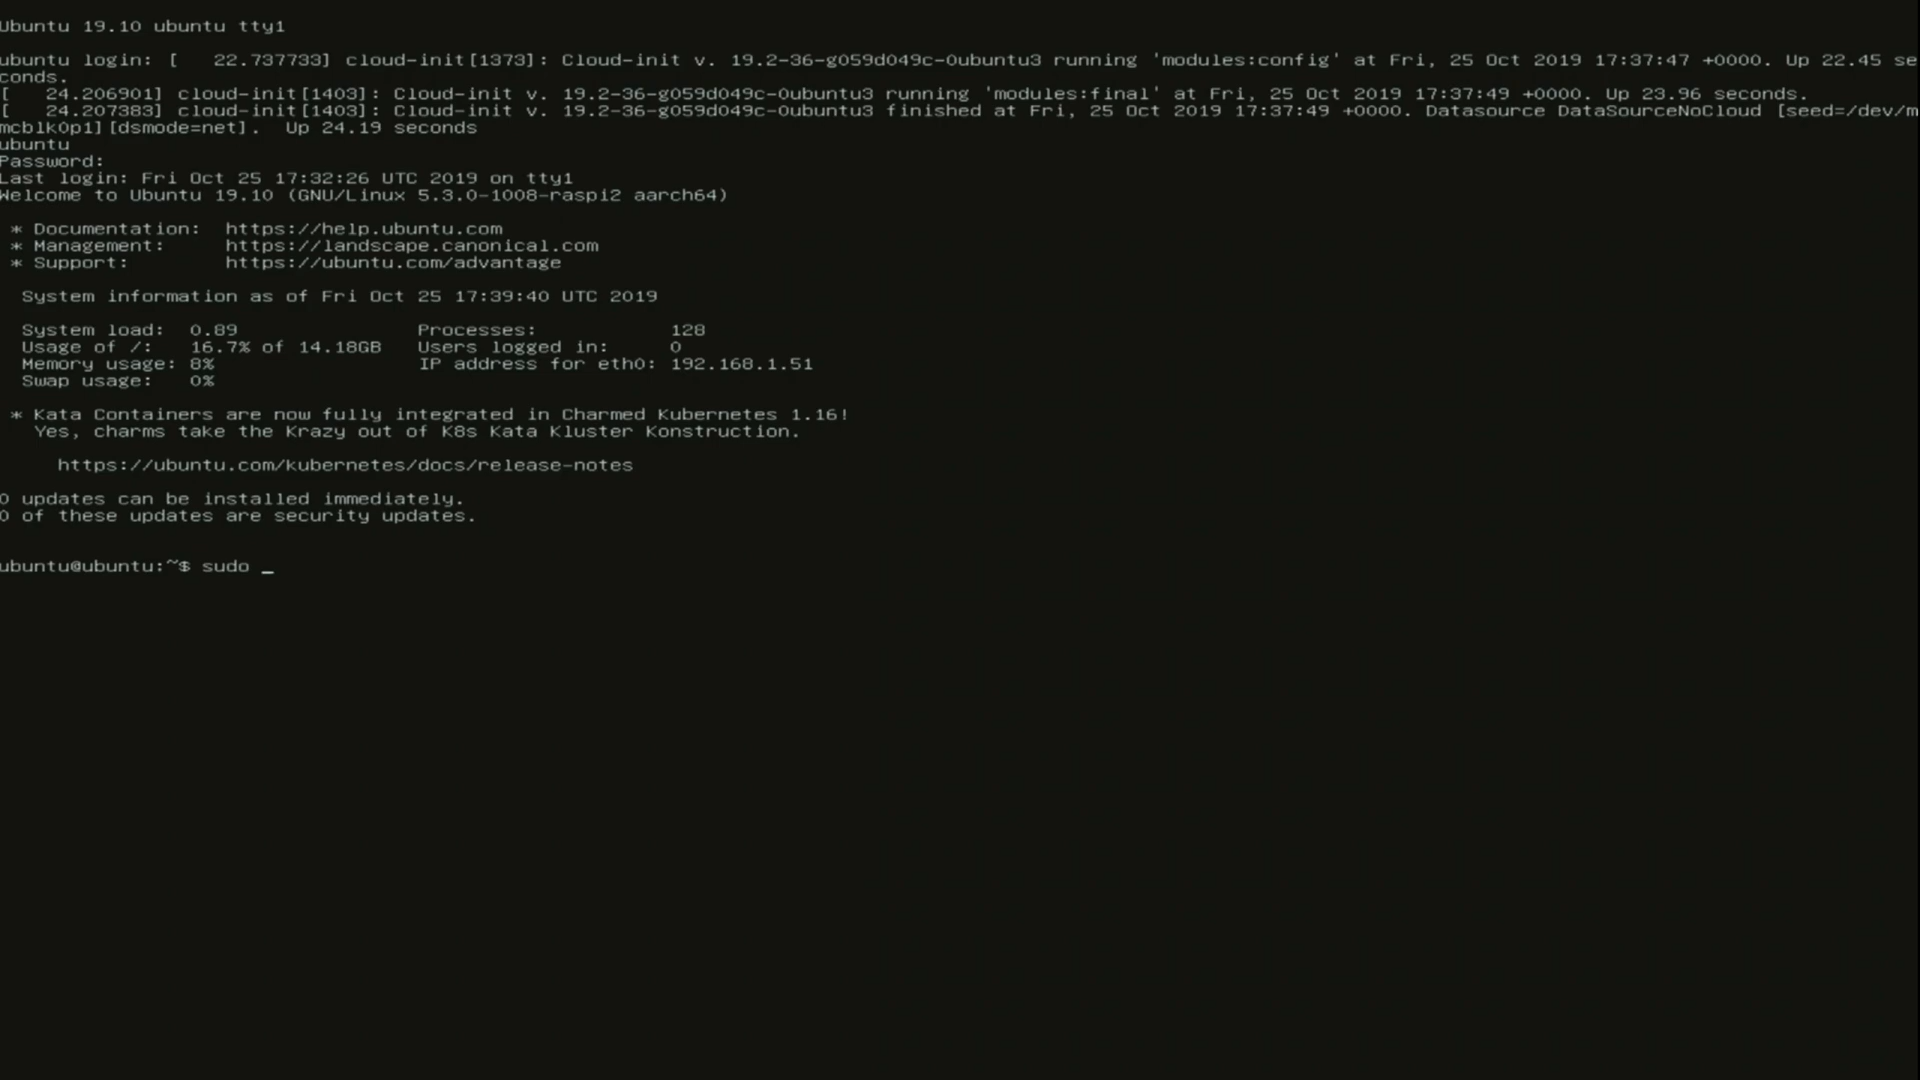 Ubuntu 19.10 ubuntu tty1
ubuntu login: [   22.737733] cloud-init[1373]: Cloud-init v. 19.2-36-g059d049c-0ubuntu3 running 'modules:config' at Fri, 25 Oct 2019 17:37:47 +0000. Up 22.45 se
conds.
[   24.206901] cloud-init[1403]: Cloud-init v. 19.2-36-g059d049c-0ubuntu3 running 'modules:final' at Fri, 25 Oct 2019 17:37:49 +0000. Up 23.96 seconds.
[   24.207383] cloud-init[1403]: Cloud-init v. 19.2-36-g059d049c-0ubuntu3 finished at Fri, 25 Oct 2019 17:37:49 +0000. Datasource DataSourceNoCloud [seed=/dev/m
mcblk0p1][dsmode=net].  Up 24.19 seconds
ubuntu
Password:
Last login: Fri Oct 25 17:32:26 UTC 2019 on tty1
Welcome to Ubuntu 19.10 (GNU/Linux 5.3.0-1008-raspi2 aarch64)
* Documentation:  https://help.ubuntu.com
* Management:     https://landscape.canonical.com
* Support:        https://ubuntu.com/advantage
System information as of Fri Oct 25 17:39:40 UTC 2019
System load:  0.89               Processes:           128
Usage of /:   16.7% of 14.18GB   Users logged in:     0
Memory usage: 8%                 IP address for eth0: 192.168.1.51
Swap usage:   0%
* Kata Containers are now fully integrated in Charmed Kubernetes 1.16!
Yes, charms take the Krazy out of K8s Kata Kluster Konstruction.
https://ubuntu.com/kubernetes/docs/release-notes
0 updates can be installed immediately.
0 of these updates are security updates.
ubuntu@ubuntu:~$ sudo _